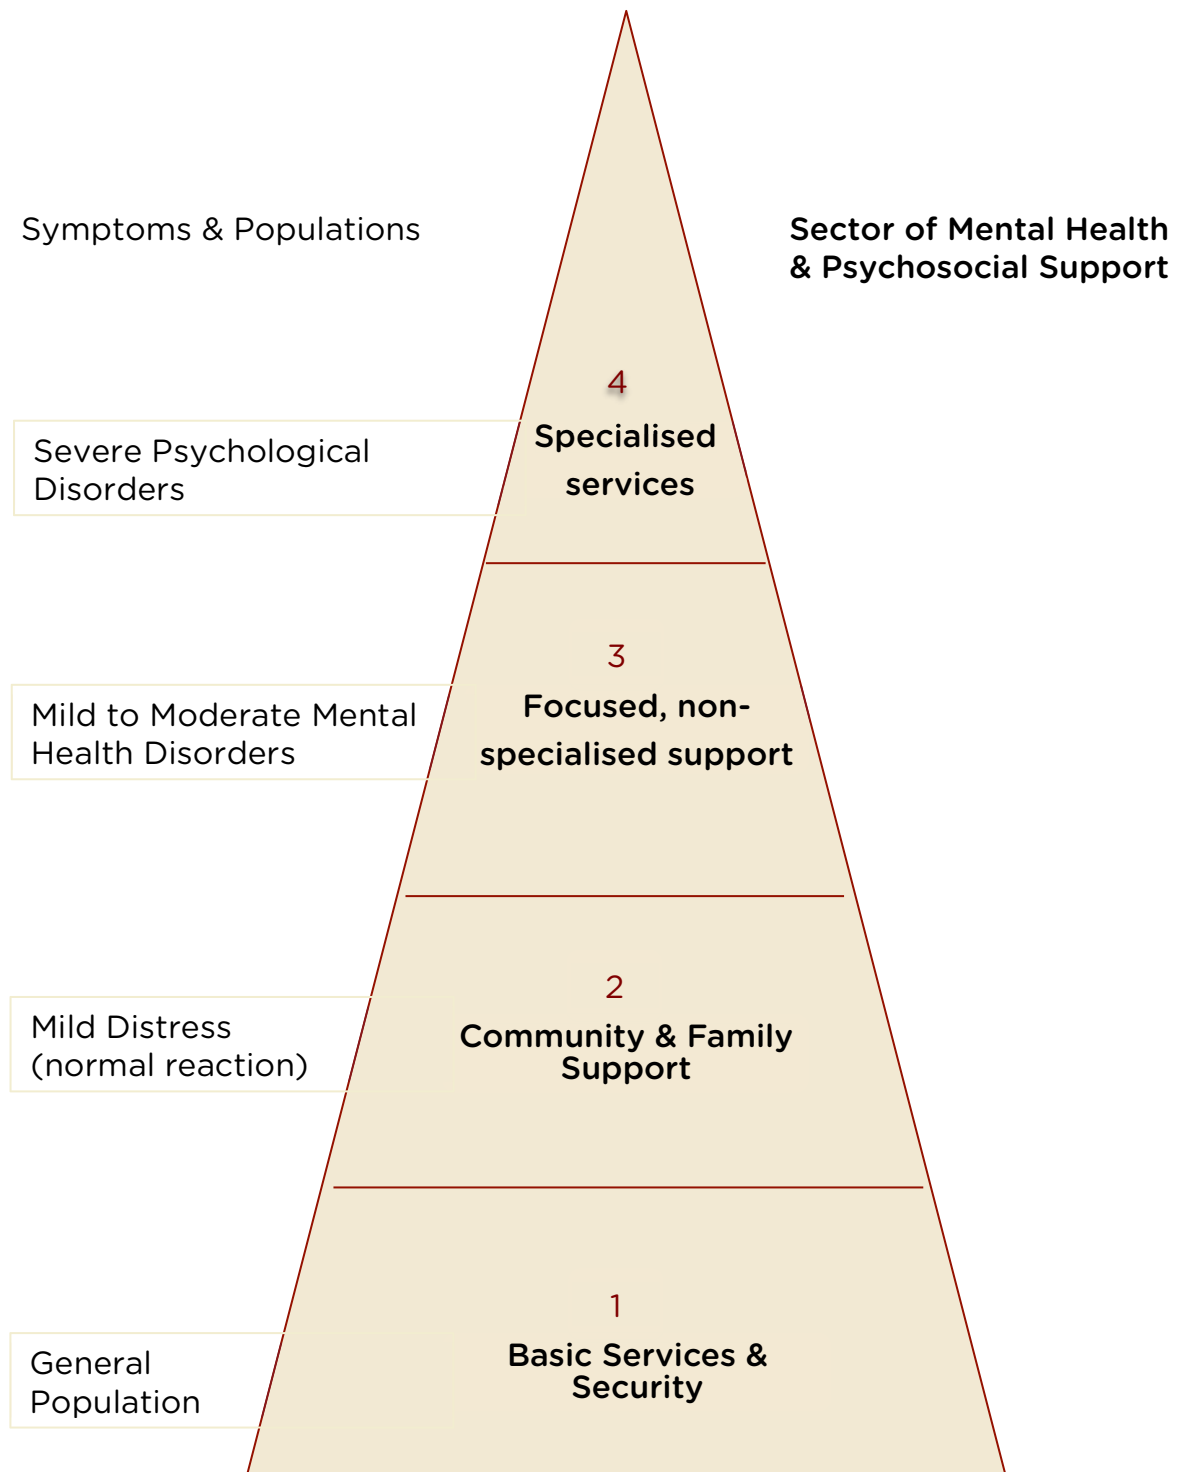 Symptoms & Populations
Sector of Mental Health
& Psychosocial Support
4
Specialised
services
Severe Psychological
Disorders
3
Focused, non-
specialised support
Mild to Moderate Mental
Health Disorders
2
Community & Family
Support
Mild Distress
(normal reaction)
1
Basic Services &
Security
General
Population